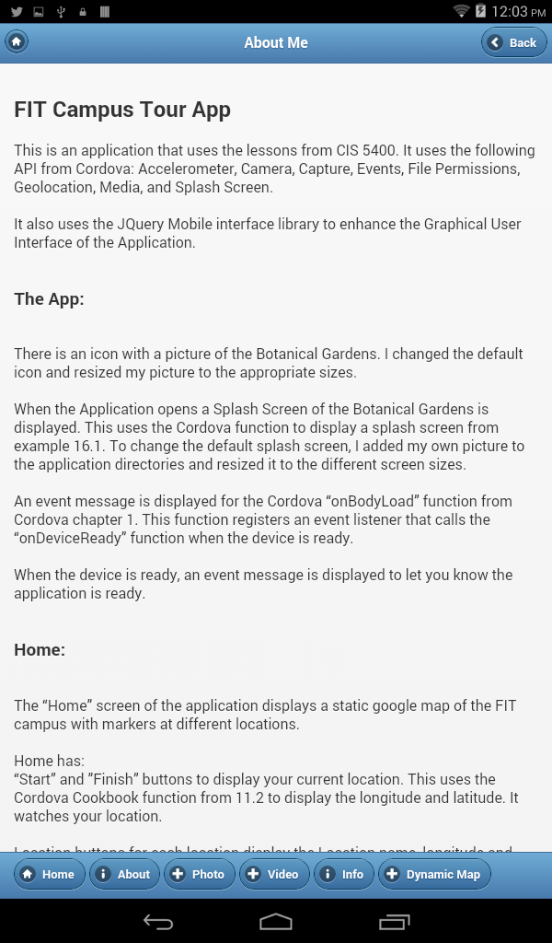 12:03 PM
About Me
Back
FIT Campus Tour App
This is an application that uses the lessons from CIS 5400. It uses the following
API from Cordova: Accelerometer, Camera, Capture, Events, File Permissions,
Geolocation, Media, and Splash Screen.
It also uses the JQuery Mobile interface library to enhance the Graphical User
Interface of the Application.
The App:
There is an icon with a picture of the Botanical Gardens. I changed the default
icon and resized my picture to the appropriate sizes.
When the Application opens a Splash Screen of the Botanical Gardens is
displayed. This uses the Cordova function to display a splash screen from
example 16.1. To change the default splash screen, I added my own picture to
the application directories and resized it to the different screen sizes.
An event message is displayed for the Cordova “onBodyLoad” function from
Cordova chapter 1. This function registers an event listener that calls the
“onDeviceReady” function when the device is ready.
When the device is ready, an event message is displayed to let you know the
application is ready.
Home:
The “Home” screen of the application displays a static google map of the FIT
campus with markers at different locations.
Home has:
“Start” and ”Finish” buttons to display your current location. This uses the
Cordova Cookbook function from 11.2 to display the longitude and latitude. It
watches your location.
Location buttons for each location display the Location name, longitude and
Home
About
Photo
Video
Info
Dynamic Map